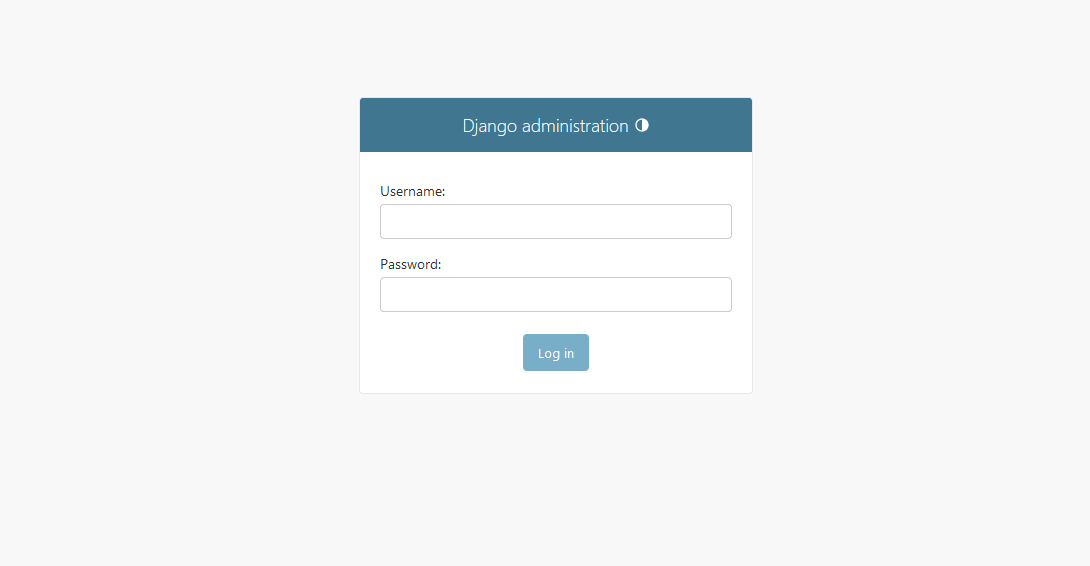 Django administration
Username:
Password:
Log in